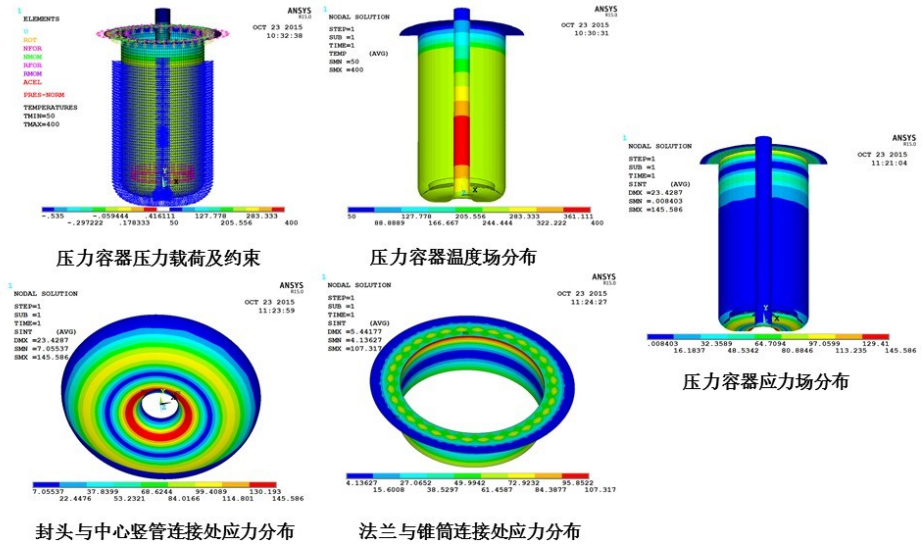 1
ELEMENTS
U
ROT
NFOR
NMOM
RFOR
RMOM
ACEL
PRES-NORM
TEMPERATURES
TMIN=50
TMAX=400
ANSYS
R15.0
OCT 23 2015
10:32:38
Y
X
-.535 -.059444 .416111 127.778 283.333
-.297222 .178333 50 205.556 400
压力容器压力载荷及约束
1
NODAL SOLUTION
STEP=1
SUB =1
TIME=1
TEMP (AVG)
SMN =50
SMX =400
ANSYS
R15.0
OCT 23 2015
10:30:31
X
50 127.778 205.556 283.333 361.111
88.8889 166.667 244.444 322.222 400
压力容器温度场分布
1
NODAL SOLUTION
STEP=1
SUB =1
TIME=1
SINT (AVG)
DMX =23.4287
SMN =.008403
SMX =145.586
ANSYS
R15.0
OCT 23 2015
11:21:04
Y
X
.008403 32.3589 64.7094 97.0599 129.41
16.1837 48.5342 80.8846 113.235 145.586
压力容器应力场分布
1
NODAL SOLUTION
STEP=1
SUB =1
TIME=1
SINT (AVG)
DMX =23.4287
SMN =7.05537
SMX =145.586
ANSYS
R15.0
OCT 23 2015
11:23:59
7.05537 37.8399 68.6244 99.4089 130.193
22.4476 53.2321 84.0166 114.801 145.586
封头与中心竖管连接处应力分布
1
NODAL SOLUTION
STEP=1
SUB =1
TIME=1
SINT (AVG)
DMX =5.44177
SMN =4.13627
SMX =107.317
ANSYS
R15.0
OCT 23 2015
11:24:27
4.13627 27.0652 49.9942 72.9232 95.8522
15.6008 38.5297 61.4587 84.3877 107.317
法兰与锥筒连接处应力分布